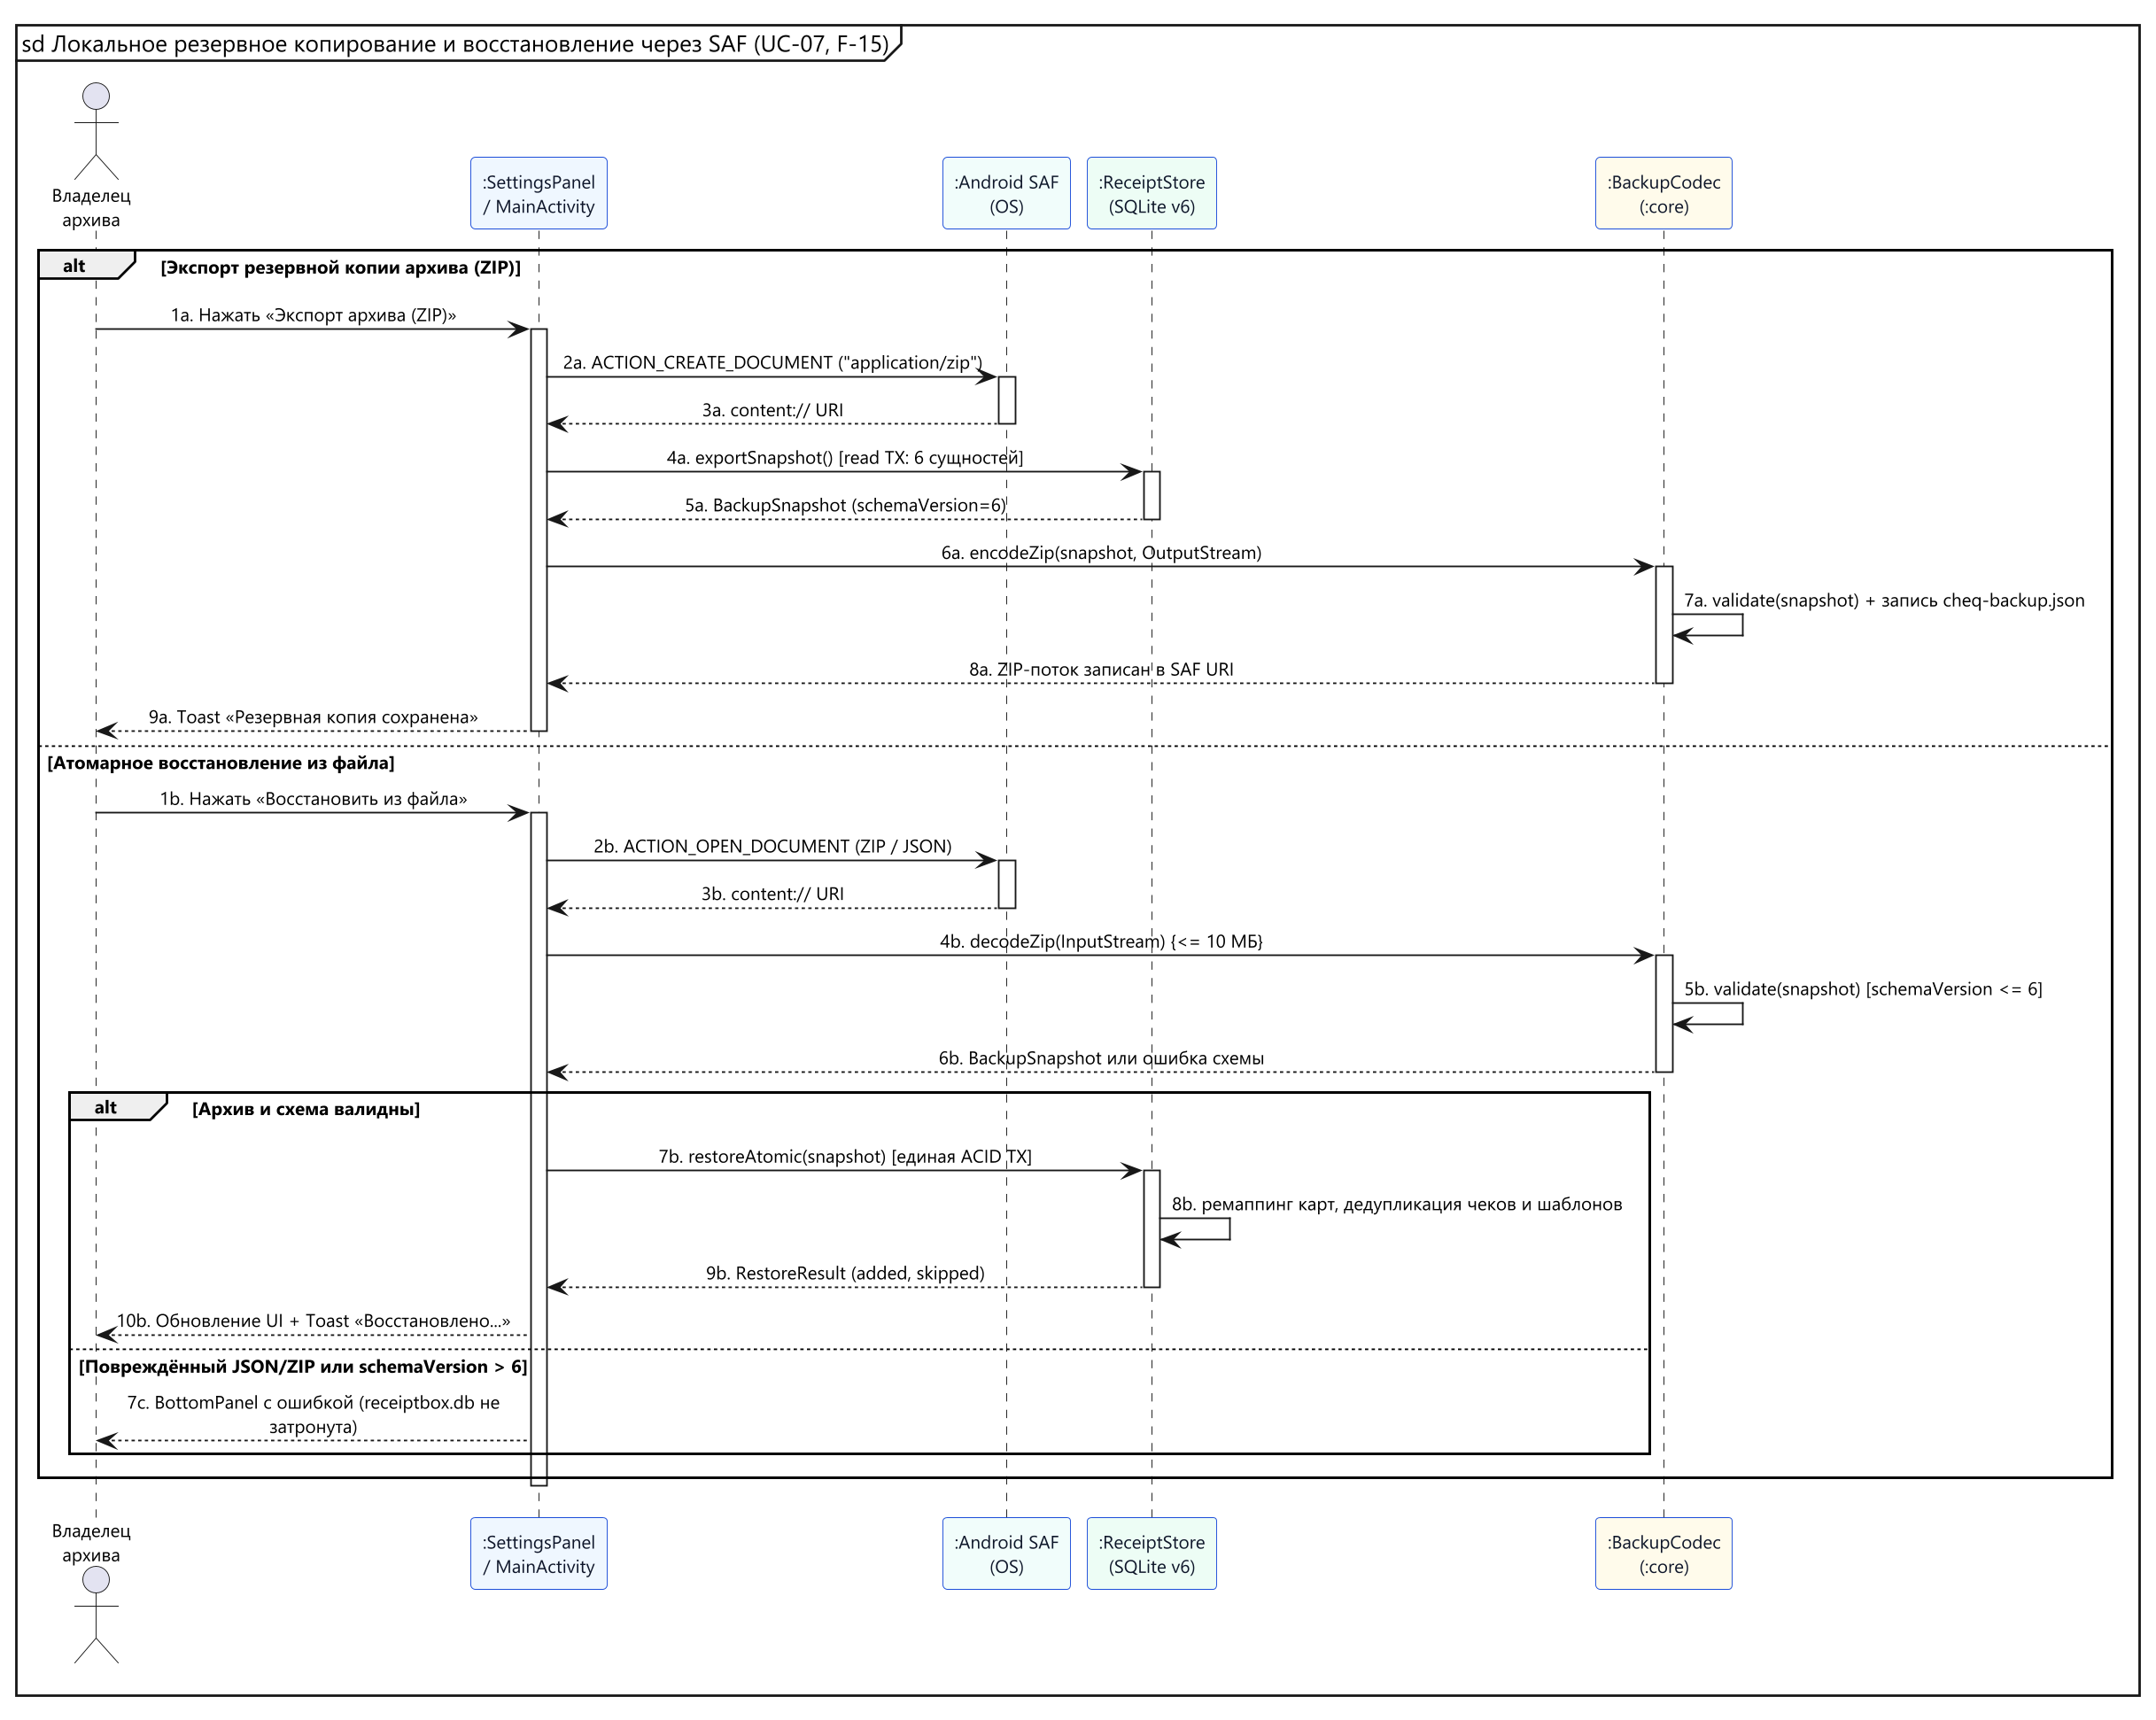 sd Локальное резервное копирование и восстановление через SAF (UC-07, F-15)
Владелец
архива
:SettingsPanel
/ MainActivity
:Android SAF
(OS)
:ReceiptStore
(SQLite v6)
:BackupCodec
(:core)
alt [Экспорт резервной копии архива (ZIP)]
1a. Нажать «Экспорт архива (ZIP)»
2a. ACTION_CREATE_DOCUMENT ("application/zip")
3a. content:// URI
4a. exportSnapshot() [read TX: 6 сущностей]
5a. BackupSnapshot (schemaVersion=6)
6a. encodeZip(snapshot, OutputStream)
7a. validate(snapshot) + запись cheq-backup.json
8a. ZIP-поток записан в SAF URI
9a. Toast «Резервная копия сохранена»
[Атомарное восстановление из файла]
1b. Нажать «Восстановить из файла»
2b. ACTION_OPEN_DOCUMENT (ZIP / JSON)
3b. content:// URI
4b. decodeZip(InputStream) {<= 10 МБ}
5b. validate(snapshot) [schemaVersion <= 6]
6b. BackupSnapshot или ошибка схемы
alt [Архив и схема валидны]
7b. restoreAtomic(snapshot) [единая ACID TX]
8b. ремаппинг карт, дедупликация чеков и шаблонов
9b. RestoreResult (added, skipped)
10b. Обновление UI + Toast «Восстановлено...»
[Повреждённый JSON/ZIP или schemaVersion > 6]
7c. BottomPanel с ошибкой (receiptbox.db не
затронута)
Владелец
архива
:SettingsPanel
/ MainActivity
:Android SAF
(OS)
:ReceiptStore
(SQLite v6)
:BackupCodec
(:core)